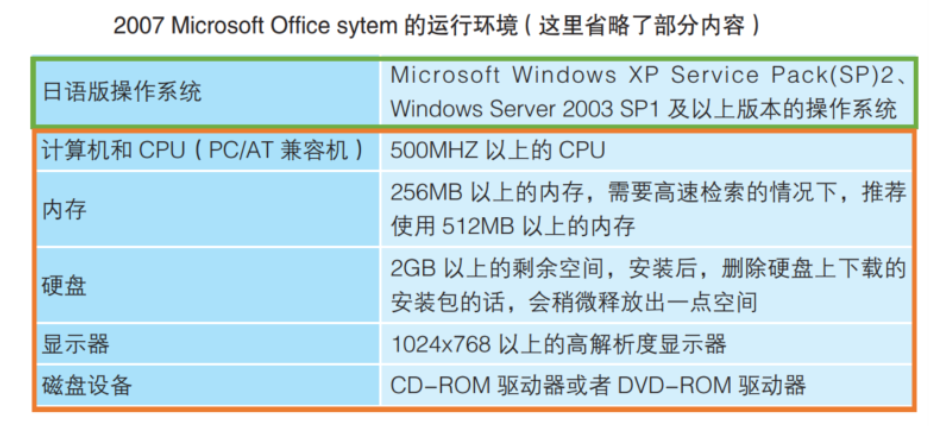 2007 Microsoft Office sytem 的运行环境（这里省略了部分内容）
日语版操作系统
Microsoft Windows XP Service Pack(SP)2、
Windows Server 2003 SP1 及以上版本的操作系统
计算机和 CPU（PC/AT 兼容机）
500MHZ 以上的 CPU
内存
256MB 以上的内存，需要高速检索的情况下，推荐
使用 512MB 以上的内存
硬盘
2GB 以上的剩余空间，安装后，删除硬盘上下载的
安装包的话，会稍微释放出一点空间
显示器
1024x768 以上的高解析度显示器
磁盘设备
CD-ROM 驱动器或者 DVD-ROM 驱动器